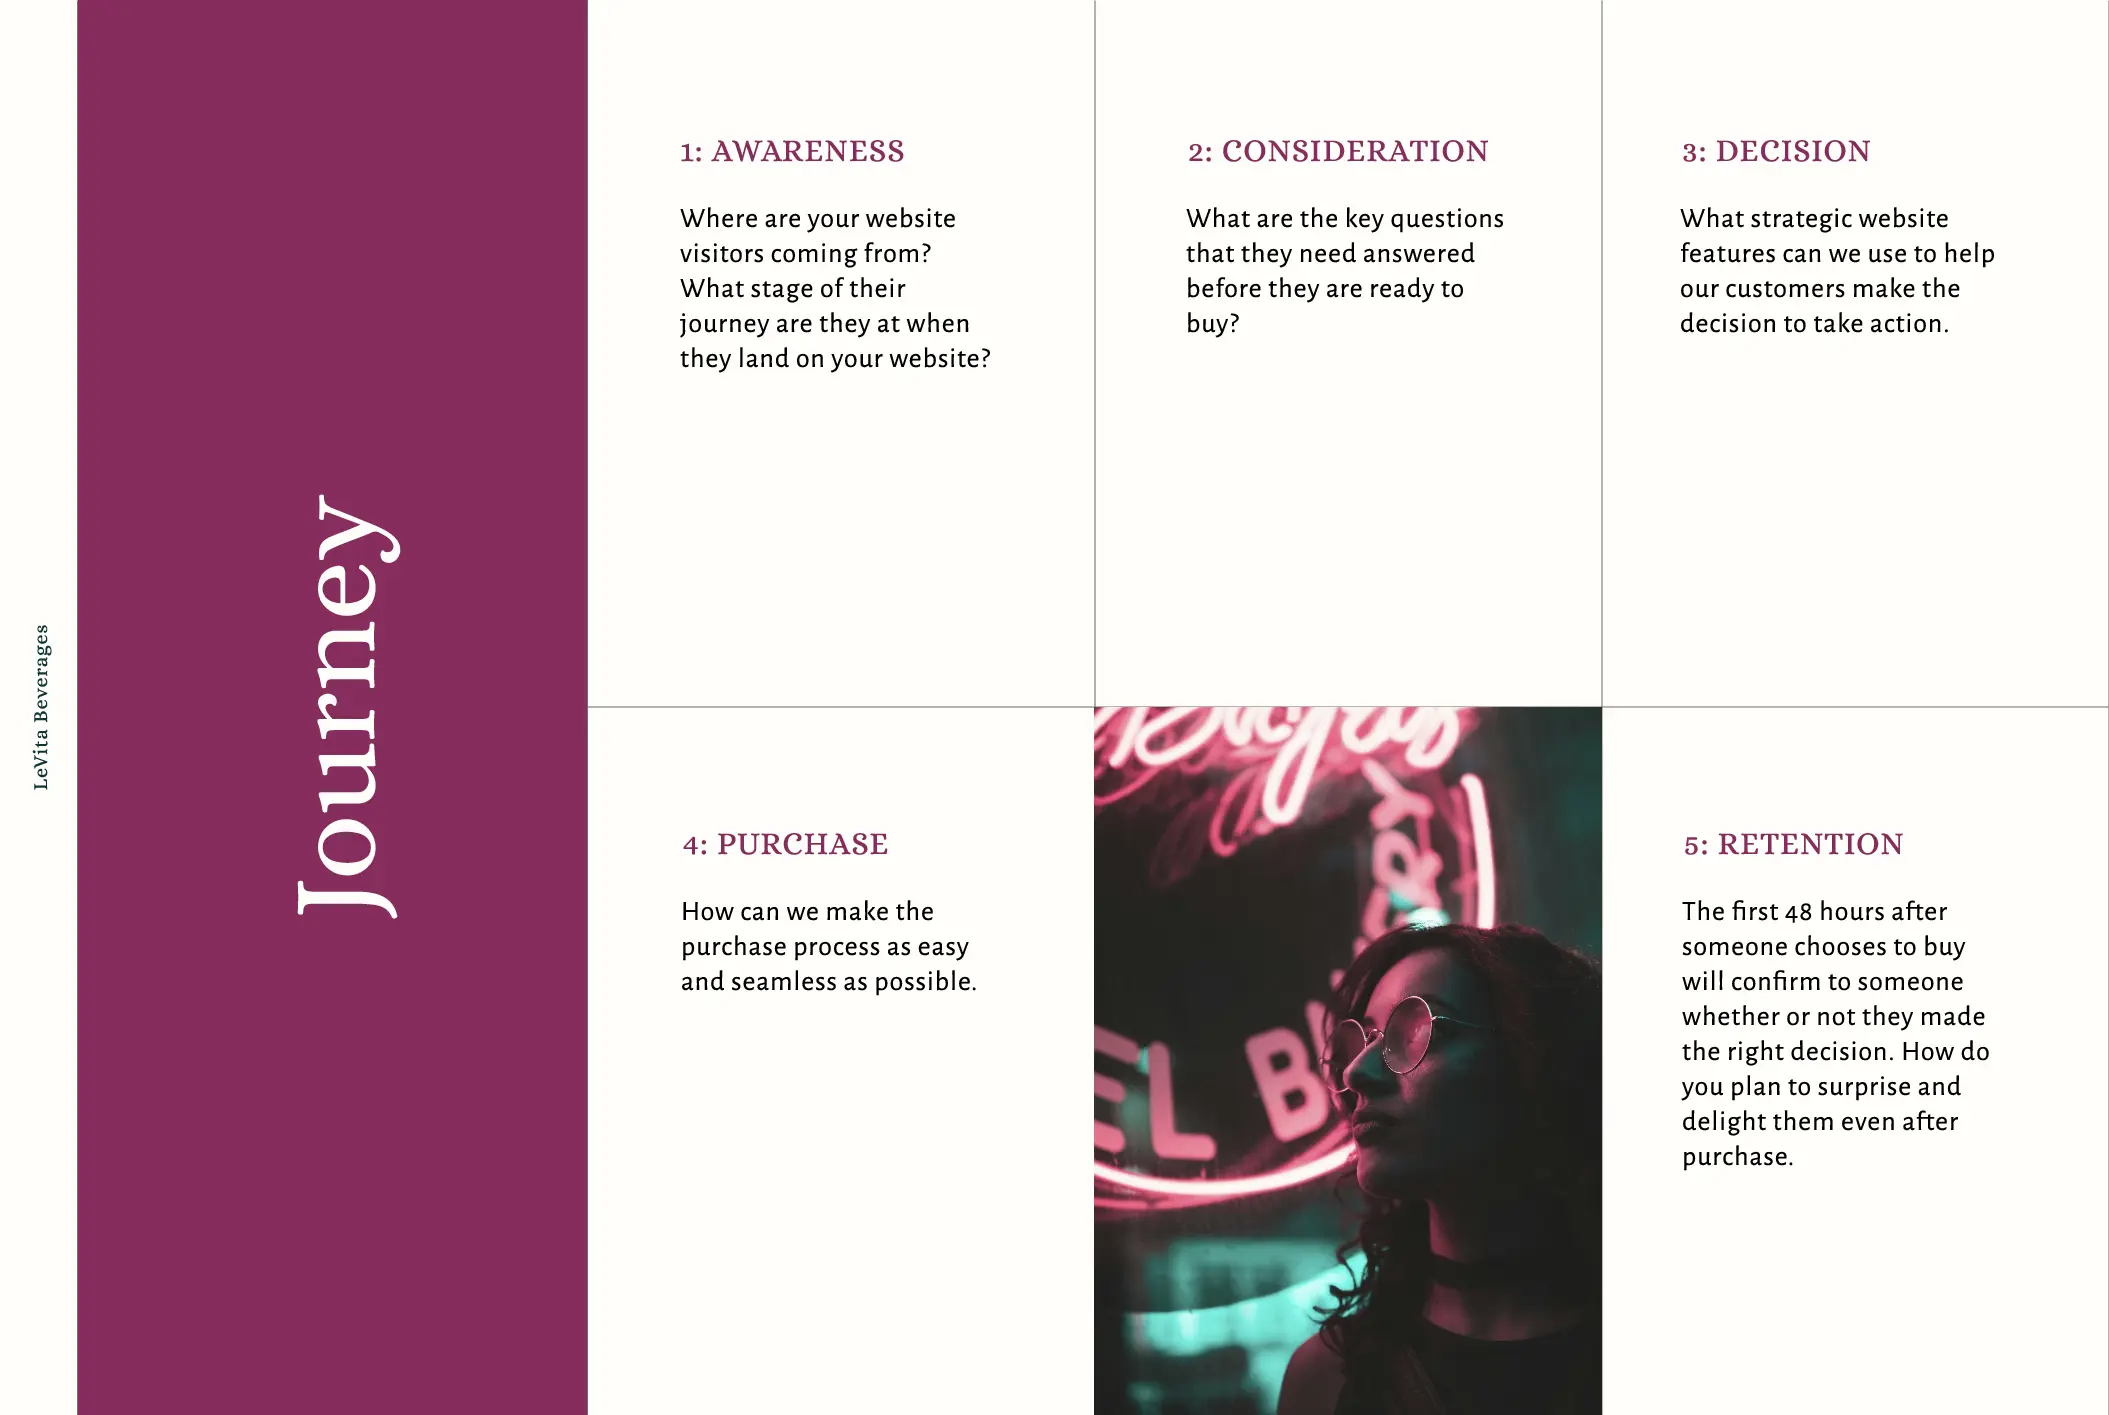 LeVita Beverages
Journey
1: AWARENESS
Where are your website
visitors coming from?
What stage of their
journey are they at when
they land on your website?
2: CONSIDERATION
What are the key questions
that they need answered
before they are ready to
buy?
3: DECISION
What strategic website
features can we use to help
our customers make the
decision to take action.
4: PURCHASE
How can we make the
purchase process as easy
and seamless as possible.
5: RETENTION
The first 48 hours after
someone chooses to buy
will confirm to someone
whether or not they made
the right decision. How do
you plan to surprise and
delight them even after
purchase.